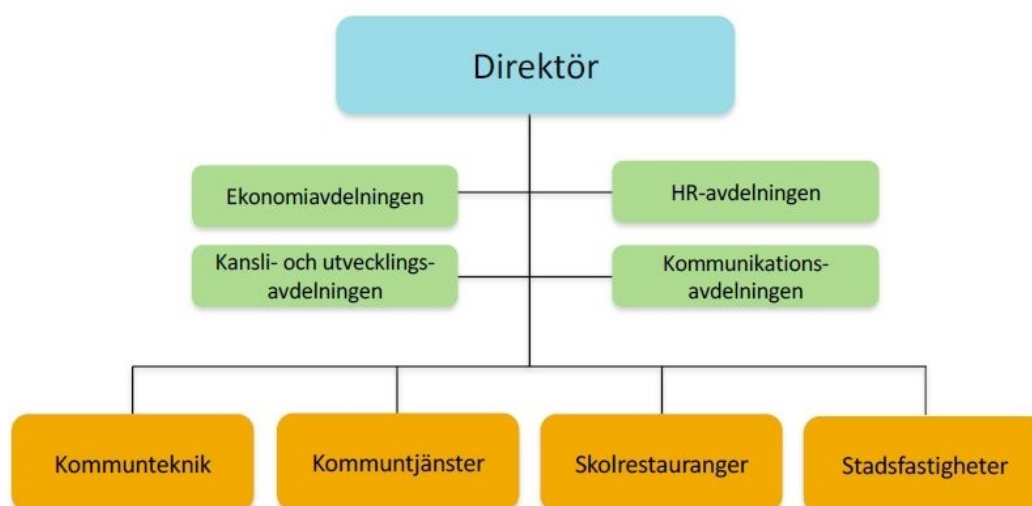 Direktör
Ekonomiavdelningen
HR-avdelningen
Kansli- och utvecklings-
avdelningen
Kommunikations-
avdelningen
Kommunteknik
Kommuntjänster
Skolrestauranger
Stadsfastigheter